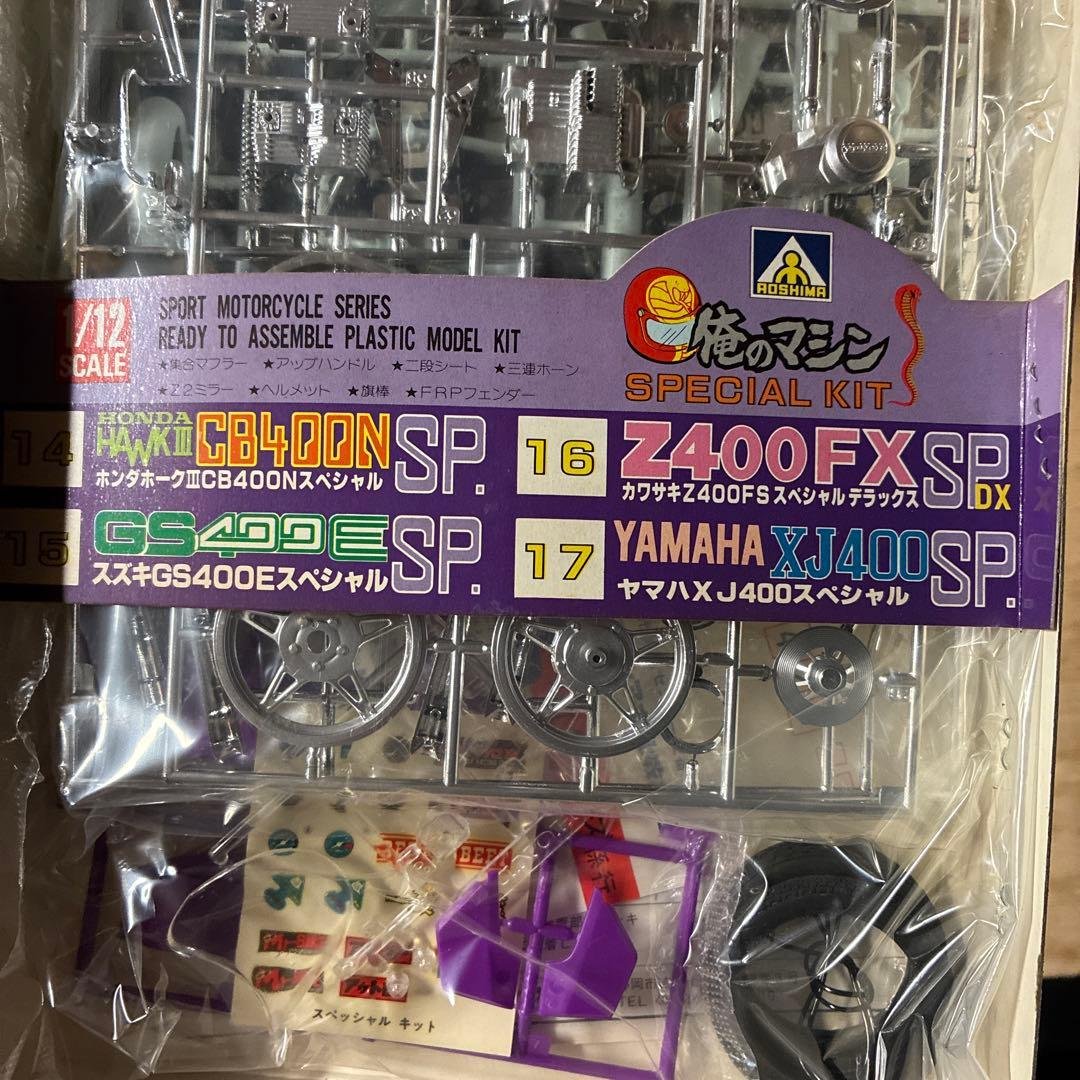 AOSHIMA
1/12
SCALE
SPORT MOTORCYCLE SERIES
READY TO ASSEMBLE PLASTIC MODEL KIT
★集合マフラー ★アップハンドル ★二段シート ★三連ホーン
★Z2ミラー ★ヘルメット ★旗棒 ★FRPフェンダー
俺のマシン
SPECIAL KIT
14
HONDA
HAWKⅢ CB400N SP.
ホンダホークⅢCB400Nスペシャル
16
Z400FX SP. DX
カワサキZ400FSスペシャルデラックス
15
GS400E SP.
スズキGS400Eスペシャル
17
YAMAHA XJ400 SP.
ヤマハXJ400スペシャル
BEET
スペッシャル キット
TEL